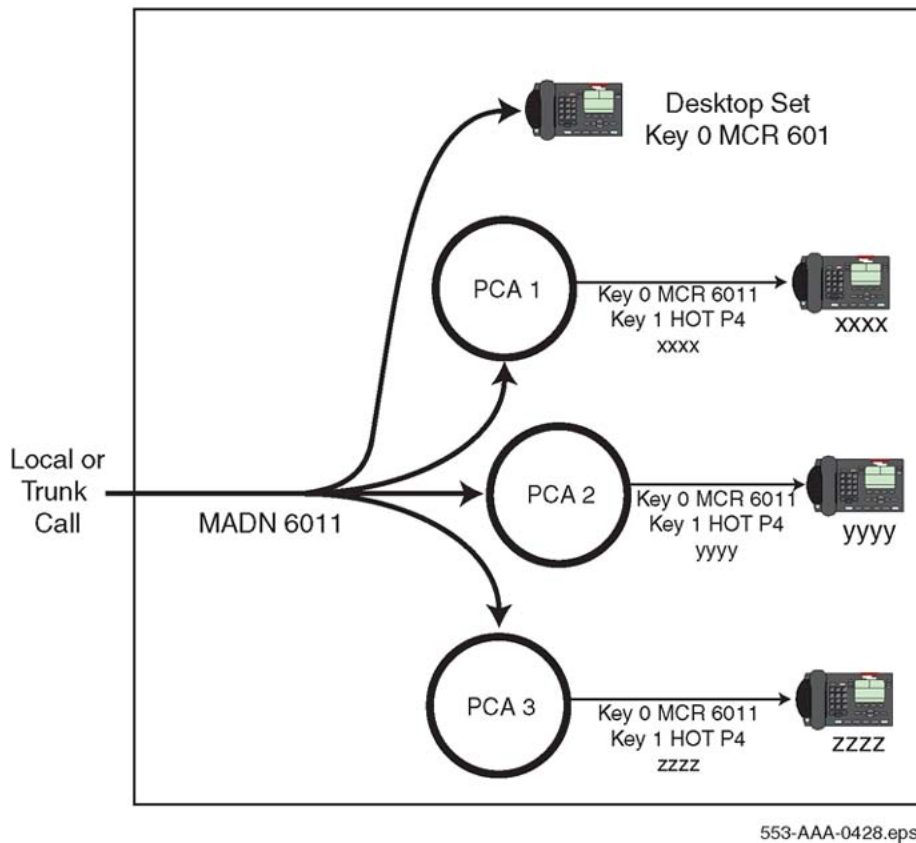 Desktop Set
Key 0 MCR 601
PCA 1
Key 0 MCR 6011
Key 1 HOT P4
xxxx
xxxx
Local or
Trunk
Call
MADN 6011
PCA 2
Key 0 MCR 6011
Key 1 HOT P4
yyyy
yyyy
PCA 3
Key 0 MCR 6011
Key 1 HOT P4
zzzz
zzzz
553-AAA-0428.eps